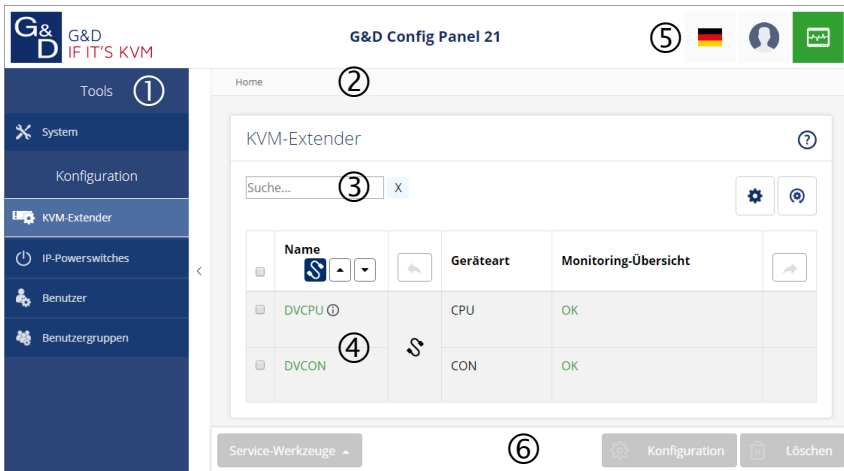 G&D
G&D
IF IT'S KVM
G&D Config Panel 21
⑤
Tools ①
System
Konfiguration
KVM-Extender
IP-Powerswitches
Benutzer
Benutzergruppen
Home ②
KVM-Extender ?
Suche... ③ X
Name Geräteart Monitoring-Übersicht
DVCPU CPU OK
④
DVCON CON OK
Service-Werkzeuge ⑥ Konfiguration Löschen